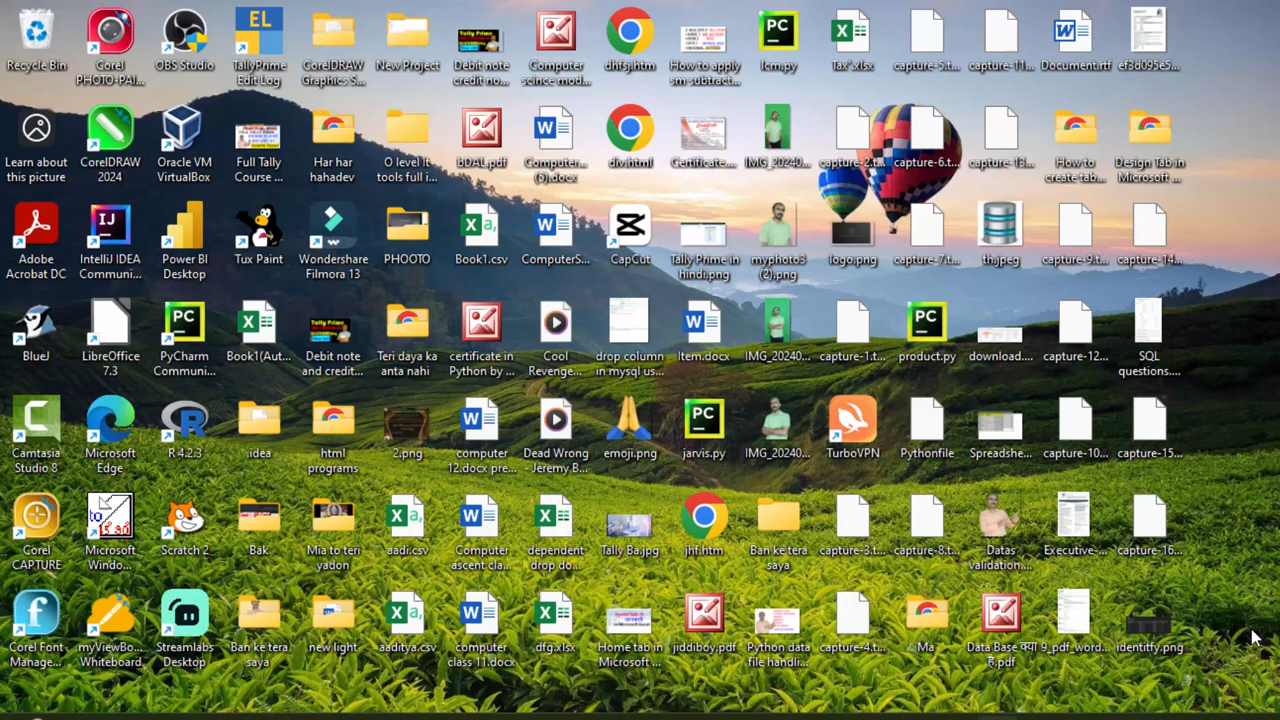 Recycle Bin
Corel
PHOTO-PAI...
OBS Studio
EL
TallyPrime
Edit Log
CorelDRAW
Graphics S...
New Project
Tally Prime
Debit note
credit no...
Computer
scince mod...
dhfsj.htm
How to apply
sm subtract...
PC
lcm.py
Tax'.xlsx
capture-5.t...
capture-11...
Document.rtf
ef3d095e5...
Learn about
this picture
CorelDRAW
2024
Oracle VM
VirtualBox
Full Tally
Course ...
Har har
hahadev
O level It
tools full i...
BDAL.pdf
Computer...
(5).docx
div.html
Certificate....
IMG_20240...
capture-2.t...
capture-6.t...
capture-13...
How to
create tab...
Design Tab in
Microsoft ...
Adobe
Acrobat DC
IJ
IntelliJ IDEA
Communi...
Power BI
Desktop
Tux Paint
Wondershare
Filmora 13
PHOOTO
Book1.csv
ComputerS...
CapCut
Tally Prime in
hindi.png
myphoto3
(2).png
logo.png
capture-7.t...
th.jpeg
capture-9.t...
capture-14...
BlueJ
LibreOffice
7.3
PC
PyCharm
Communi...
Book1(Aut...
Debit note
and credit...
Teri daya ka
anta nahi
certificate in
Python by ...
Cool
Revenge...
drop column
in mysql us...
Item.docx
IMG_20240...
capture-1.t...
PC
product.py
download....
capture-12...
SQL
questions....
Camtasia
Studio 8
Microsoft
Edge
R 4.2.3
.idea
html
programs
2.png
computer
12.docx pre...
Dead Wrong
- Jeremy B...
emoji.png
PC
jarvis.py
IMG_20240...
TurboVPN
Pythonfile
Spreadshe...
capture-10...
capture-15...
Corel
CAPTURE
Microsoft
Windo...
Scratch 2
Bak
Mia to teri
yadon
aadi.csv
Computer
ascent cla...
dependent
drop do...
Tally Ba.jpg
jhf.htm
Ban ke tera
saya
capture-3.t...
capture-8.t...
Datas
validation....
Executive-...
capture-16...
Corel Font
Manage...
myViewBo...
Whiteboard
Streamlabs
Desktop
Ban ke tera
saya
new light
aaditya.csv
computer
class 11.docx
dfg.xlsx
Home tab in
Microsoft ...
jiddiboy.pdf
Python data
file handli...
capture-4.t...
Ma
Data Base क्या
है.pdf
9_pdf_word...
identitfy.png